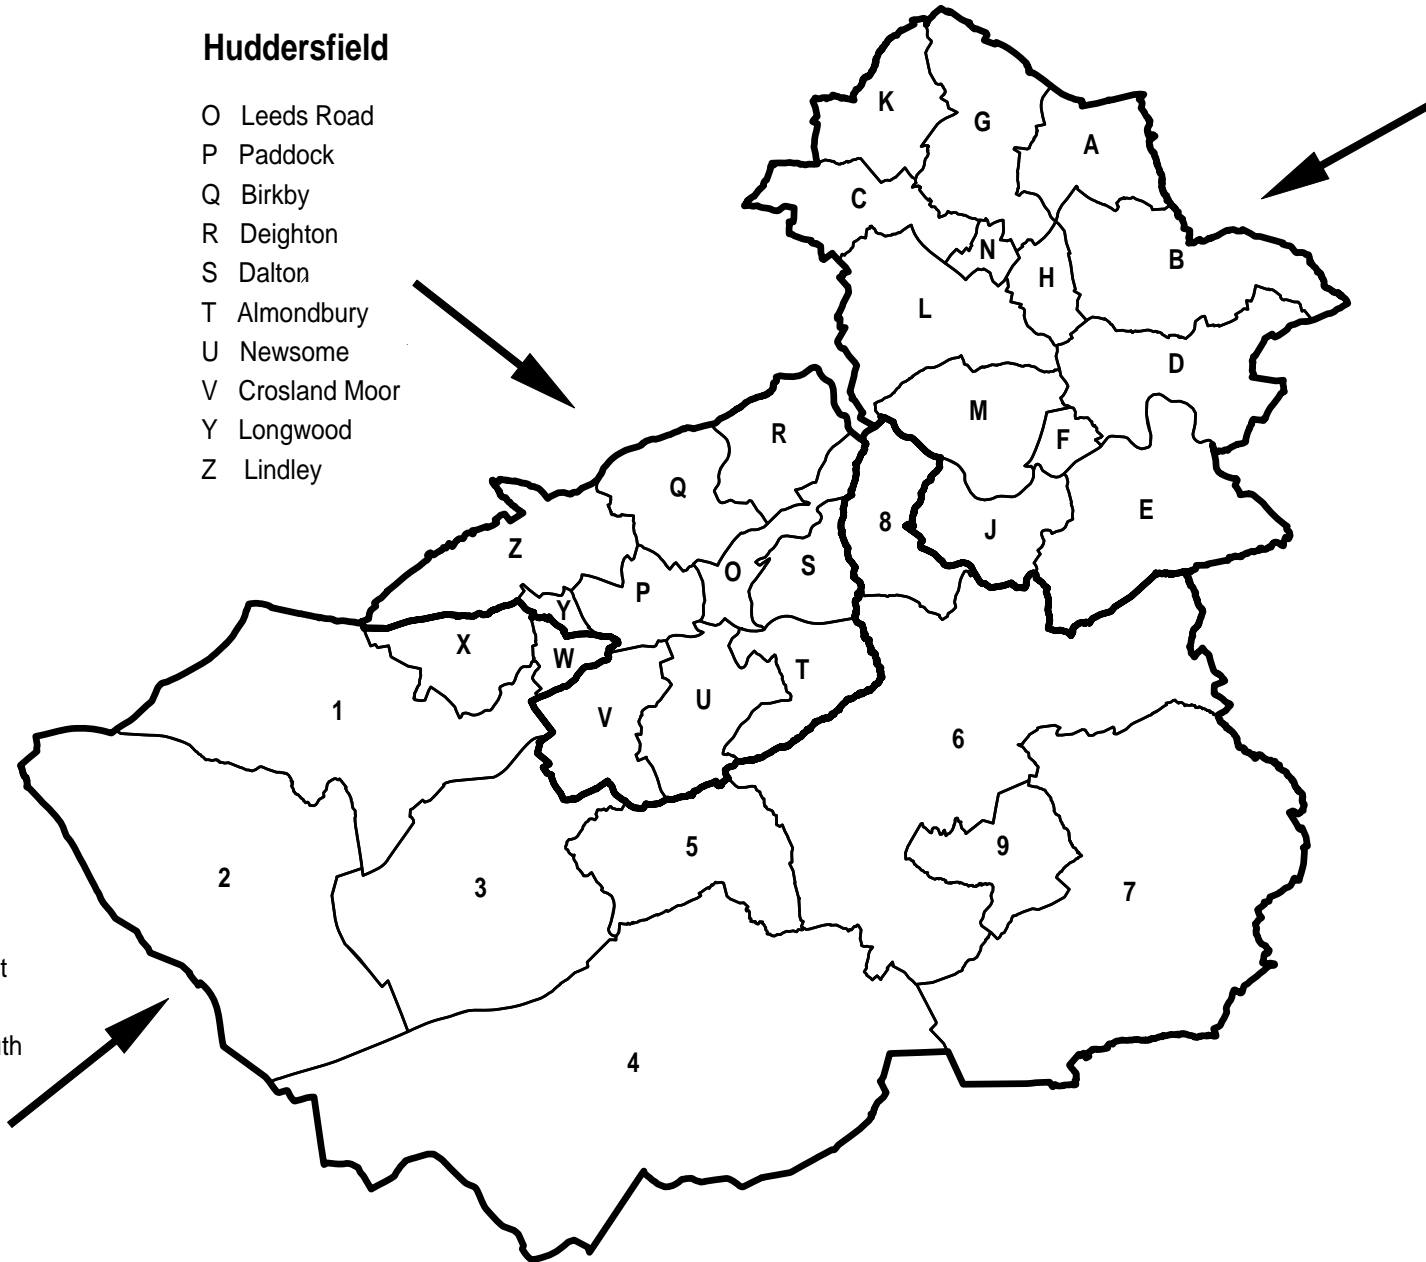 Huddersfield
O Leeds Road
P Paddock
Q Birkby
R Deighton
S Dalton
T Almondbury
U Newsome
V Crosland Moor
Y Longwood
Z Lindley
K
G
A
C
N
H
B
L
D
M
F
R
Q
E
8
J
Z
O
S
P
Y
X
W
T
U
1
V
6
5
9
2
3
7
t
th
4